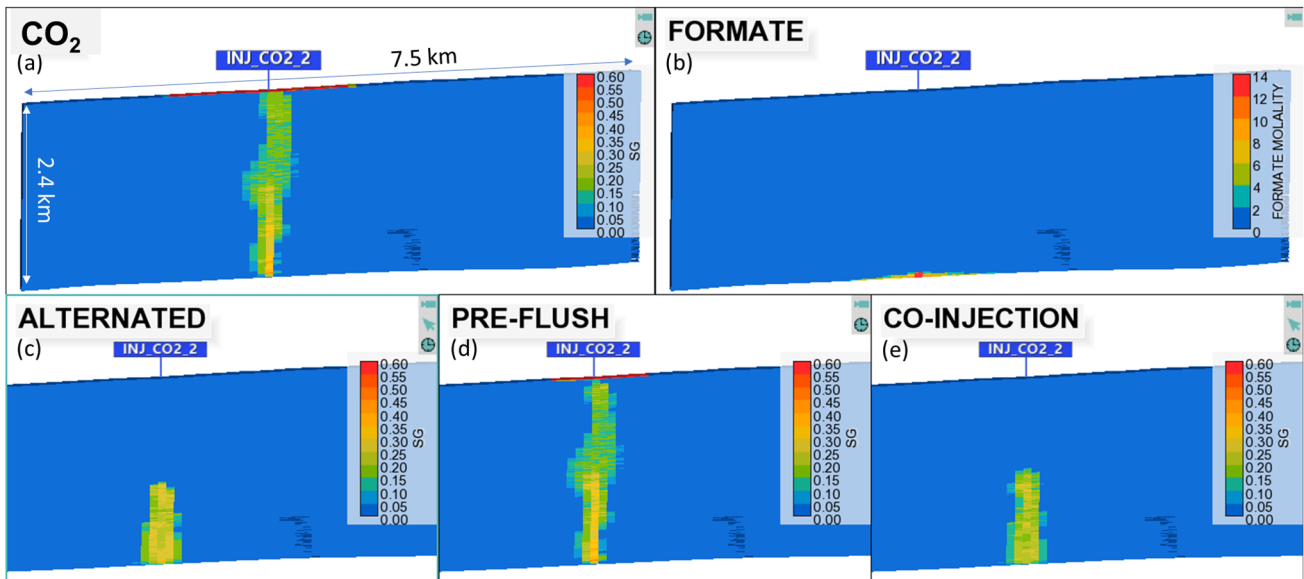 CO₂
(a)
INJ_CO2_2
7.5 km
2.4 km
0.60
0.55
0.50
0.45
0.40
0.35
0.30
0.25
0.20
0.15
0.10
0.05
0.00
SG
FORMATE
(b)
INJ_CO2_2
14
12
10
8
6
4
2
0
FORMATE MOLALITY
ALTERNATED
(c)
INJ_CO2_2
0.60
0.55
0.50
0.45
0.40
0.35
0.30
0.25
0.20
0.15
0.10
0.05
0.00
SG
PRE-FLUSH
(d)
INJ_CO2_2
0.60
0.55
0.50
0.45
0.40
0.35
0.30
0.25
0.20
0.15
0.10
0.05
0.00
SG
CO-INJECTION
(e)
INJ_CO2_2
0.60
0.55
0.50
0.45
0.40
0.35
0.30
0.25
0.20
0.15
0.10
0.05
0.00
SG